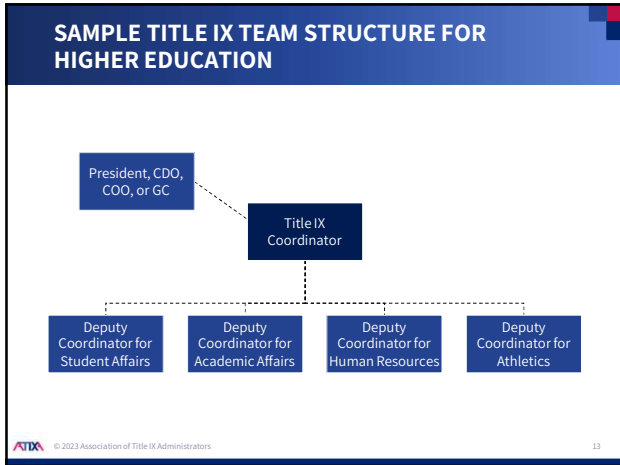 SAMPLE TITLE IX TEAM STRUCTURE FOR
HIGHER EDUCATION
President, CDO,
COO, or GC
Title IX
Coordinator
Deputy
Coordinator for
Student Affairs
Deputy
Coordinator for
Academic Affairs
Deputy
Coordinator for
Human Resources
Deputy
Coordinator for
Athletics
ATIXA © 2023 Association of Title IX Administrators
13